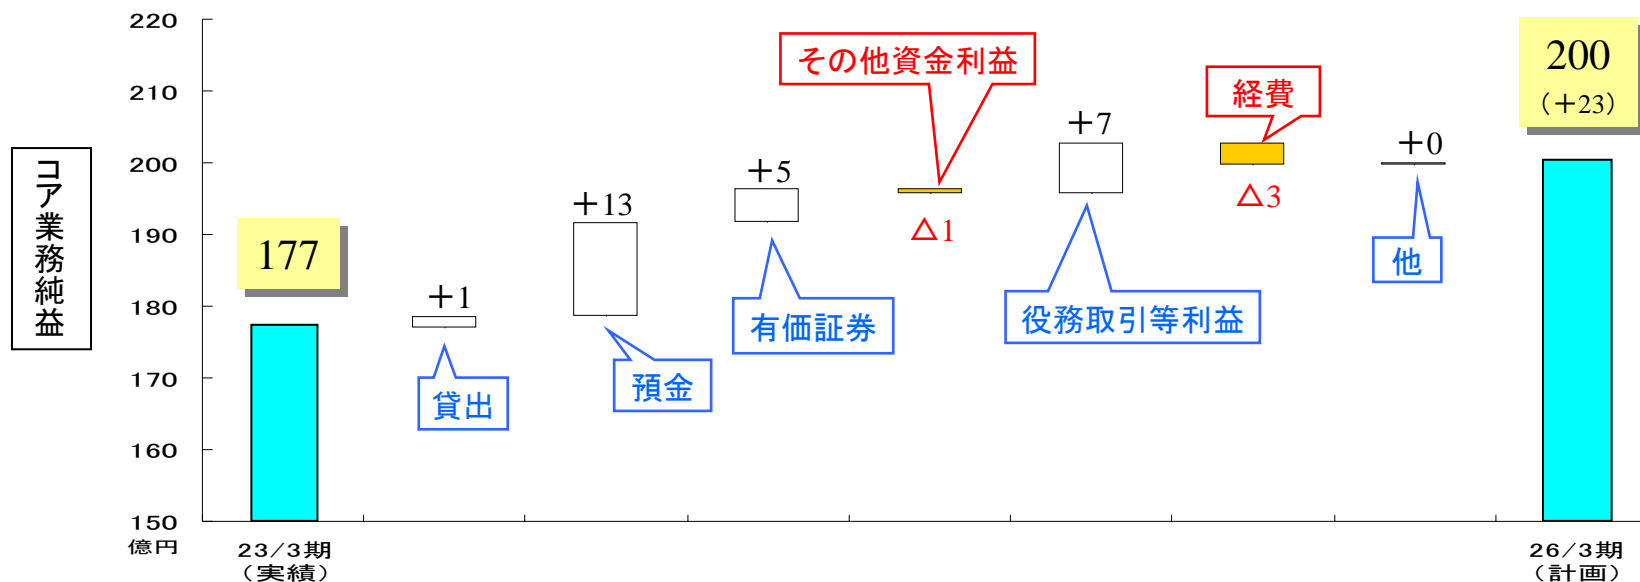 コア業務純益
220
210
200
190
180
170
160
150
億円
177
+1
貸出
+13
預金
+5
有価証券
その他資金利益
△1
+7
役務取引等利益
経費
△3
+0
他
200
(+23)
23/3期
(実績)
26/3期
(計画)